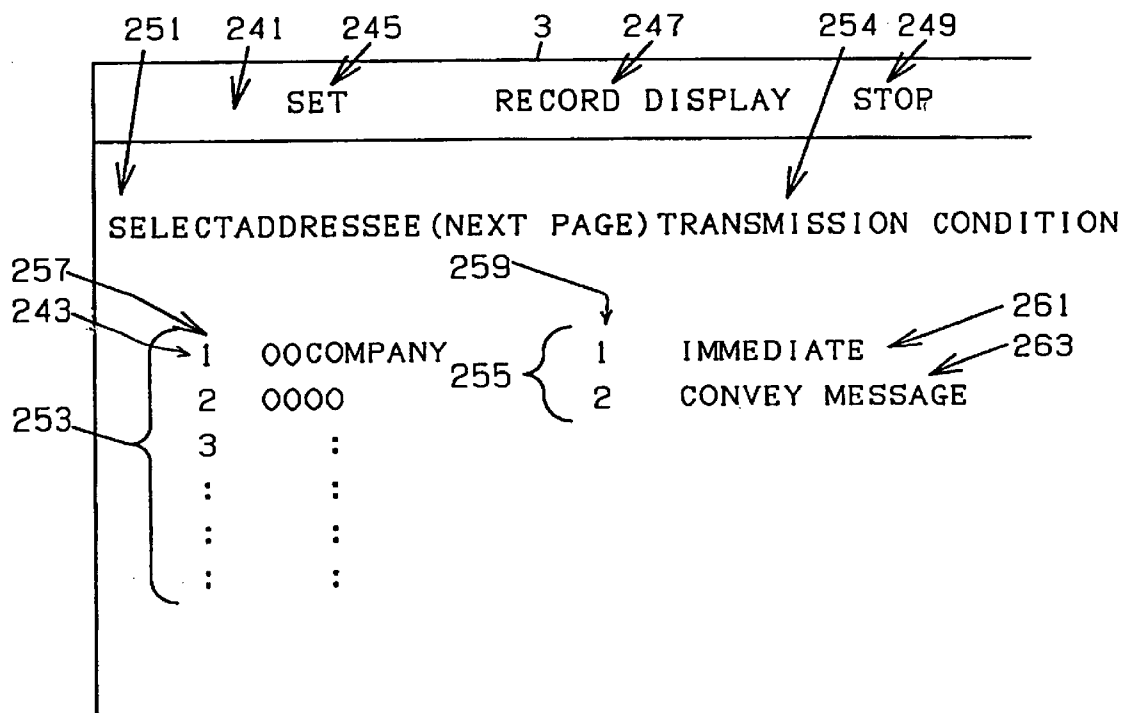 251 241 245 3 247 254 249
SET RECORD DISPLAY STOP
SELECTADDRESSEE (NEXT PAGE) TRANSMISSION CONDITION
257 259
243 261
1 OOCOMPANY 1 IMMEDIATE 263
255
2 OOOO 2 CONVEY MESSAGE
253
3 :
: :
: :
: :